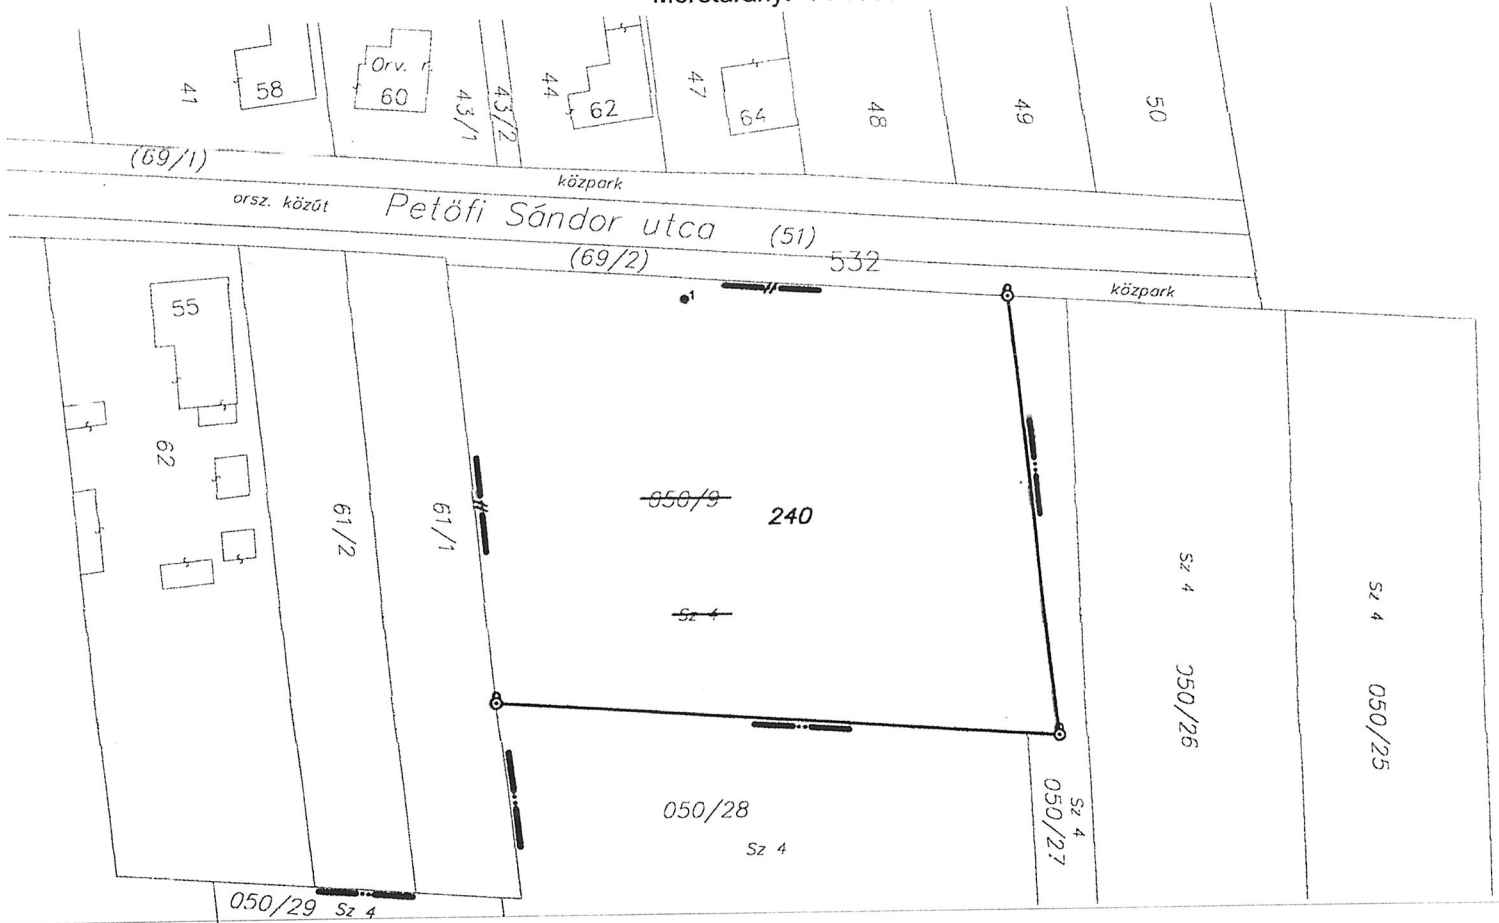 41
58
Orv. r.
60
43/1
43/2
44
62
47
64
48
49
50
(69/1)
közpark
orsz. közút
Petőfi Sándor utca
(51)
(69/2)
532
közpark
1
55
62
61/2
61/1
050/9
240
Sz 4
Sz 4
050/26
Sz 4
050/25
050/28
Sz 4
Sz 4
050/27
050/29
Sz 4